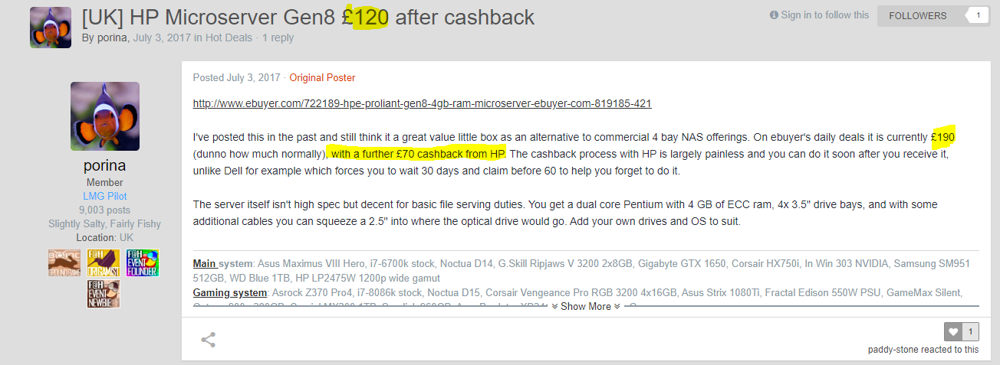 [UK] HP Microserver Gen8 £120 after cashback
By porina, July 3, 2017 in Hot Deals · 1 reply
Sign in to follow this
FOLLOWERS
1
porina
Member
LMG Pilot
9,003 posts
Slightly Salty, Fairly Fishy
Location: UK
Posted July 3, 2017 · Original Poster
http://www.ebuyer.com/722189-hpe-proliant-gen8-4gb-ram-microserver-ebuyer-com-819185-421
I've posted this in the past and still think it a great value little box as an alternative to commercial 4 bay NAS offerings. On ebuyer's daily deals it is currently £190
(dunno how much normally), with a further £70 cashback from HP. The cashback process with HP is largely painless and you can do it soon after you receive it,
unlike Dell for example which forces you to wait 30 days and claim before 60 to help you forget to do it.
The server itself isn't high spec but decent for basic file serving duties. You get a dual core Pentium with 4 GB of ECC ram, 4x 3.5" drive bays, and with some
additional cables you can squeeze a 2.5" into where the optical drive would go. Add your own drives and OS to suit.
Main system: Asus Maximus VIII Hero, i7-6700k stock, Noctua D14, G.Skill Ripjaws V 3200 2x8GB, Gigabyte GTX 1650, Corsair HX750i, In Win 303 NVIDIA, Samsung SM951
512GB, WD Blue 1TB, HP LP2475W 1200p wide gamut
Gaming system: Asrock Z370 Pro4, i7-8086k stock, Noctua D15, Corsair Vengeance Pro RGB 3200 4x16GB, Asus Strix 1080Ti, Fractal Edison 550W PSU, GameMax Silent,
Show More
1
paddy-stone reacted to this